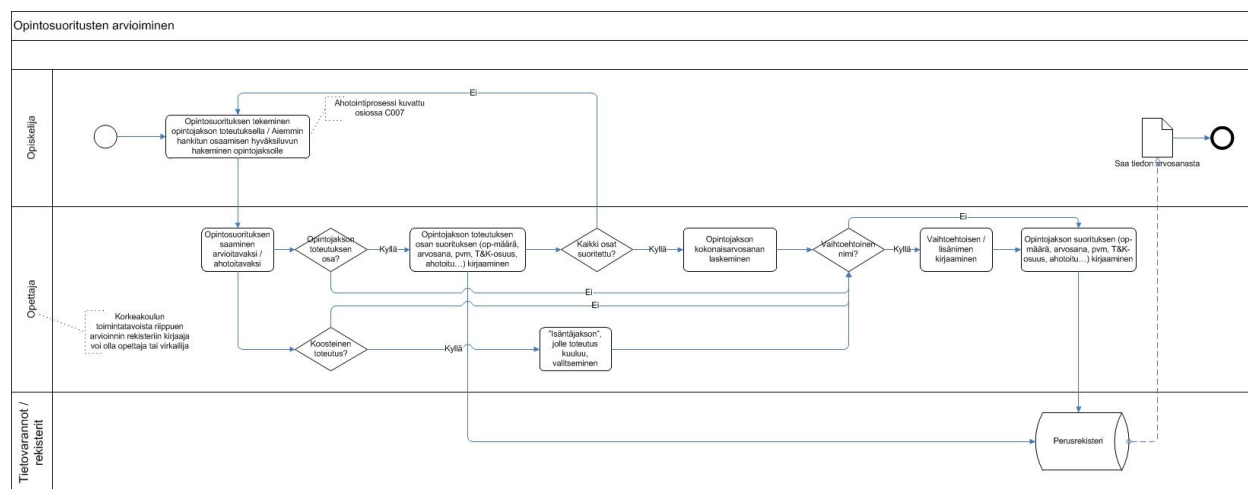 Opintosuoritusten arvioiminen
Opiskelija
Ei
Ahotointiprosessi kuvattu
osiossa C007
Opintosuorituksen tekeminen
opintojakson toteutuksella / Aiemmin
hankitun osaamisen hyväksiluvun
hakeminen opintojaksolle
Saa tiedon arvosanasta
Opettaja
Opintosuorituksen
saaminen
arvioitavaksi /
ahotoitavaksi
Opintojakson
toteutuksen
osa?
Kyllä
Opintojakson toteutuksen
osan suorituksen (op-määrä,
arvosana, pvm, T&K-osuus,
ahotoitu...) kirjaaminen
Kaikki osat
suoritettu?
Kyllä
Opintojakson
kokonaisarvosanan
laskeminen
Vaihtoehtoinen
nimi?
Ei
Kyllä
Vaihtoehtoisen /
lisänimen
kirjaaminen
Opintojakson suorituksen (op-
määrä, arvosana, pvm, T&K-
osuus, ahotoitu...) kirjaaminen
Ei
Ei
Korkeakoulun
toimintatavoista riippuen
arvioinnin rekisteriin kirjaaja
voi olla opettaja tai virkailija
Koosteinen
toteutus?
Kyllä
"Isäntäjakson",
jolle toteutus
kuuluu,
valitseminen
Tietovarannot /
rekisterit
Perusrekisteri